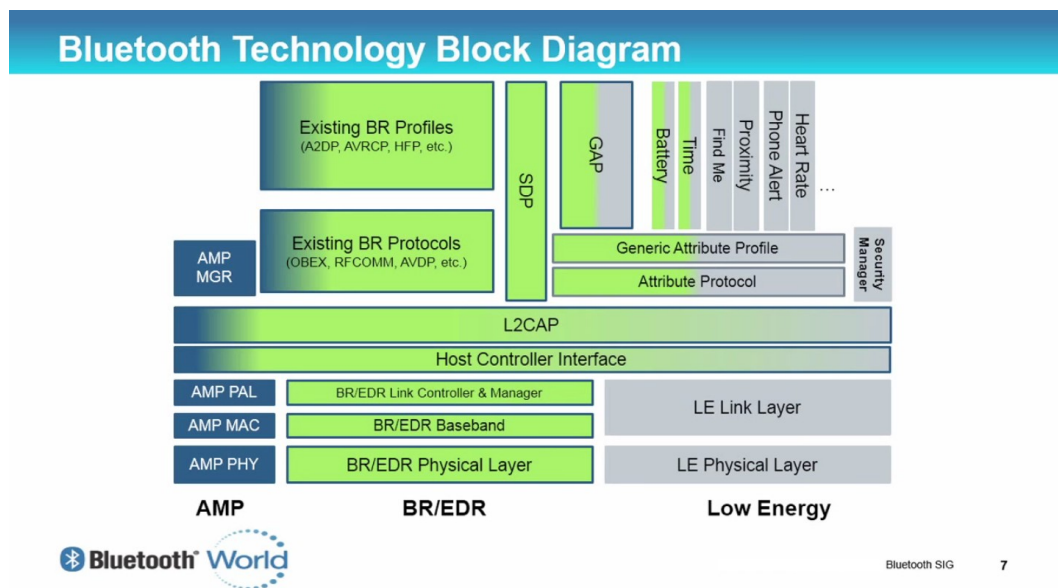 Bluetooth Technology Block Diagram
Existing BR Profiles
(A2DP, AVRCP, HFP, etc.)
SDP
GAP
Battery
Time
Find Me
Proximity
Phone Alert
Heart Rate
...
AMP
MGR
Existing BR Protocols
(OBEX, RFCOMM, AVDP, etc.)
Generic Attribute Profile
Attribute Protocol
Security
Manager
L2CAP
Host Controller Interface
AMP PAL
BR/EDR Link Controller & Manager
LE Link Layer
AMP MAC
BR/EDR Baseband
AMP PHY
BR/EDR Physical Layer
LE Physical Layer
AMP
BR/EDR
Low Energy
Bluetooth® World
Bluetooth SIG
7